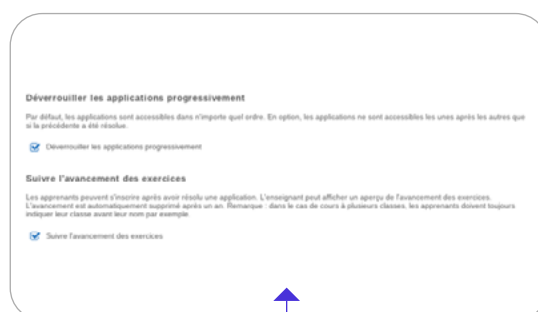 Déverrouiller les applications progressivement
Par défaut, les applications sont accessibles dans n'importe quel ordre. En option, les applications ne sont accessibles les unes après les autres que
si la précédente a été résolue.
Déverrouiller les applications progressivement
Suivre l'avancement des exercices
Les apprenants peuvent s'inscrire après avoir résolu une application. L'enseignant peut afficher un aperçu de l'avancement des exercices.
L'avancement est automatiquement supprimé après un an. Remarque : dans le cas de cours à plusieurs classes, les apprenants doivent toujours
indiquer leur classe avant leur nom par exemple
Suivre l'avancement des exercices